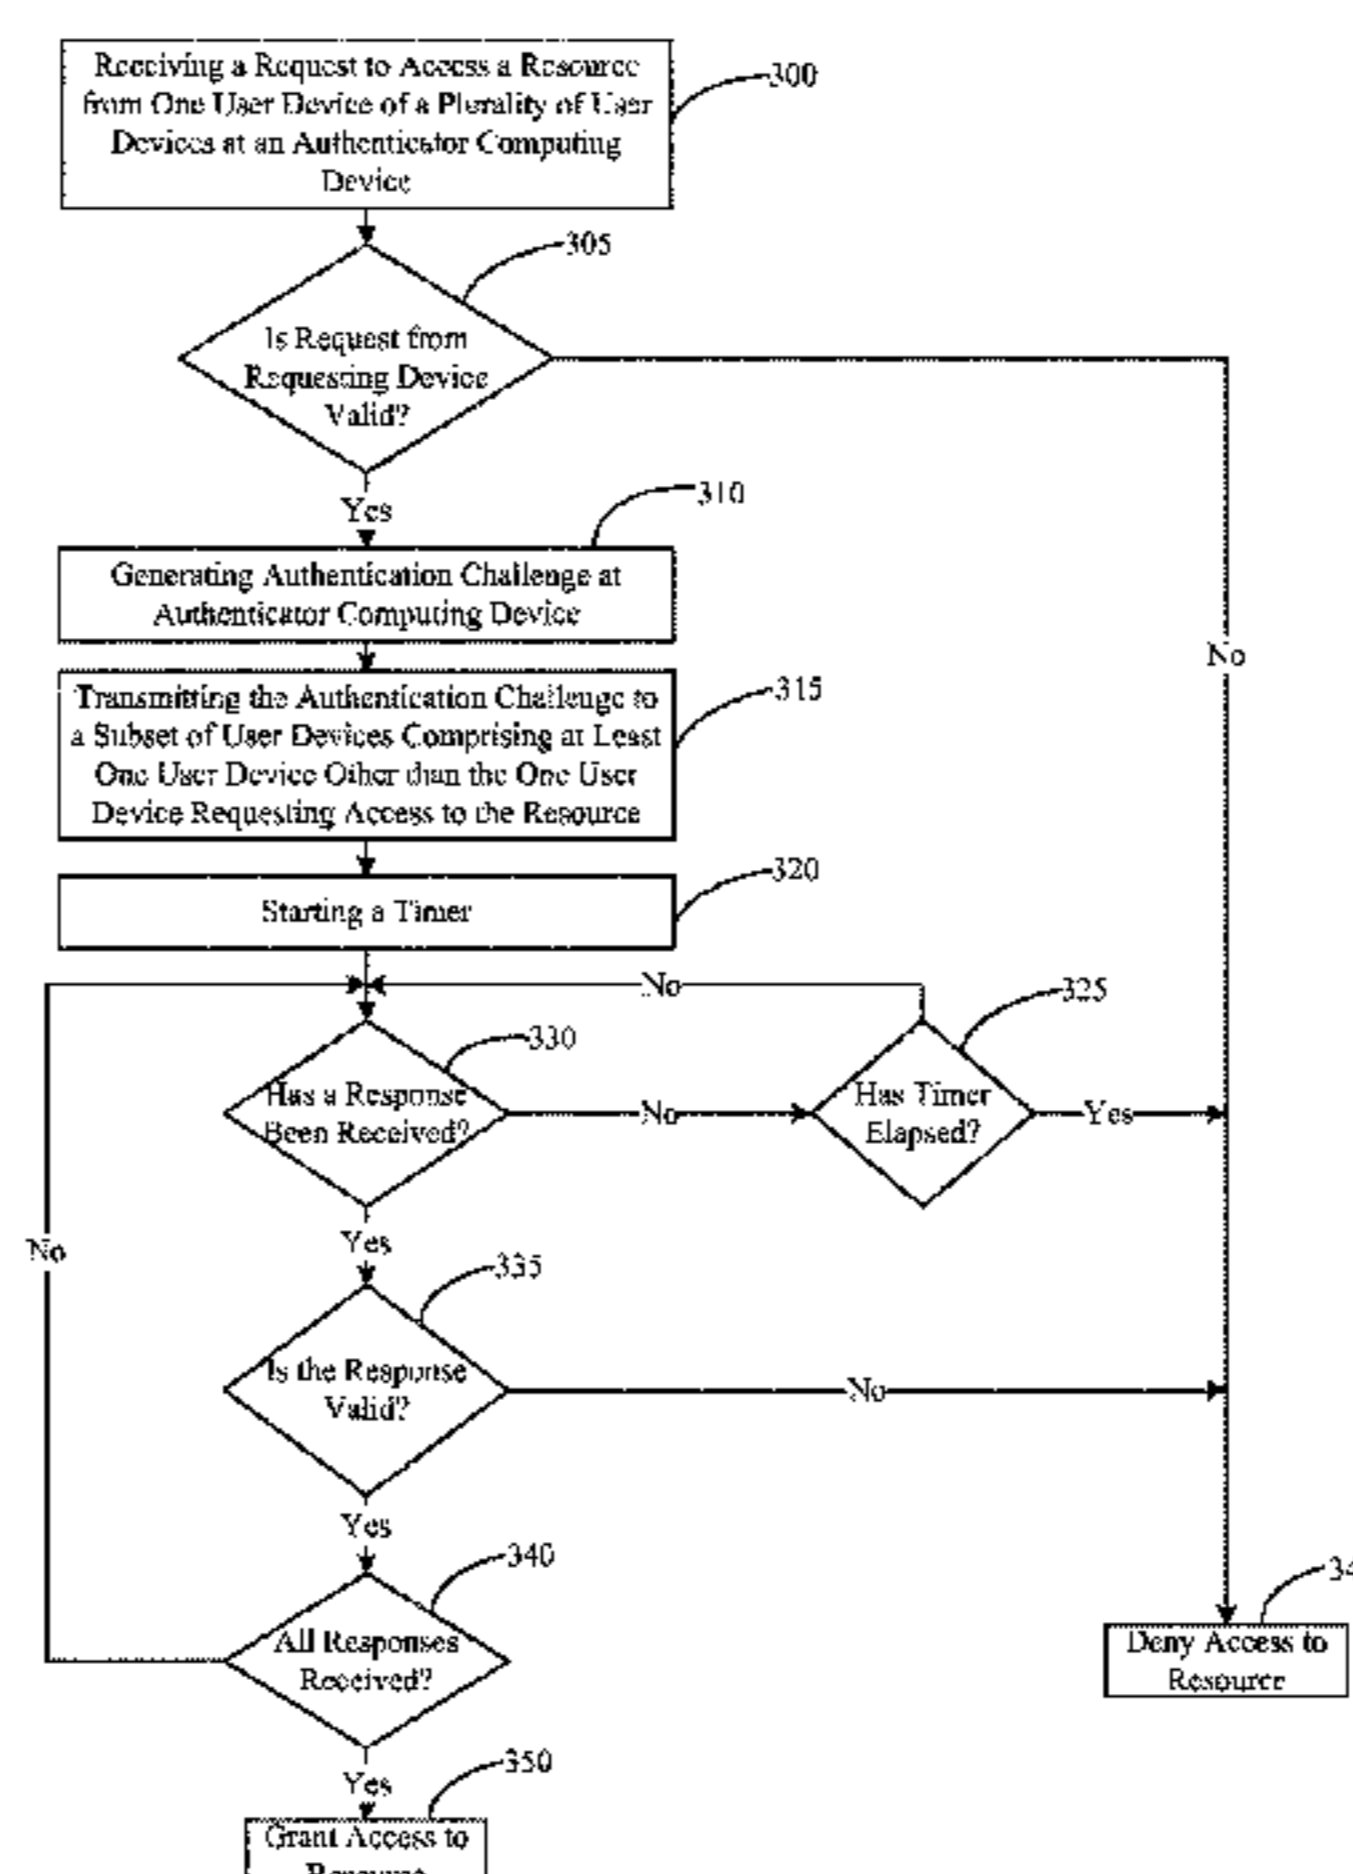 Receiving a Request to Access a Resource
from One User Device of a Plurality of User
Devices at an Authenticator Computing
Device
300
305
Is Request from
Requesting Device
Valid?
Yes
310
Generating Authentication Challenge at
Authenticator Computing Device
No
315
Transmitting the Authentication Challenge to
a Subset of User Devices Comprising at Least
One User Device Other than the One User
Device Requesting Access to the Resource
320
Starting a Timer
No
325
330
Has a Response
Been Received?
No
Has Timer
Elapsed?
Yes
Yes
No
335
Is the Response
Valid?
No
Yes
340
All Responses
Received?
34
Deny Access to
Resource
Yes
350
Grant Access to